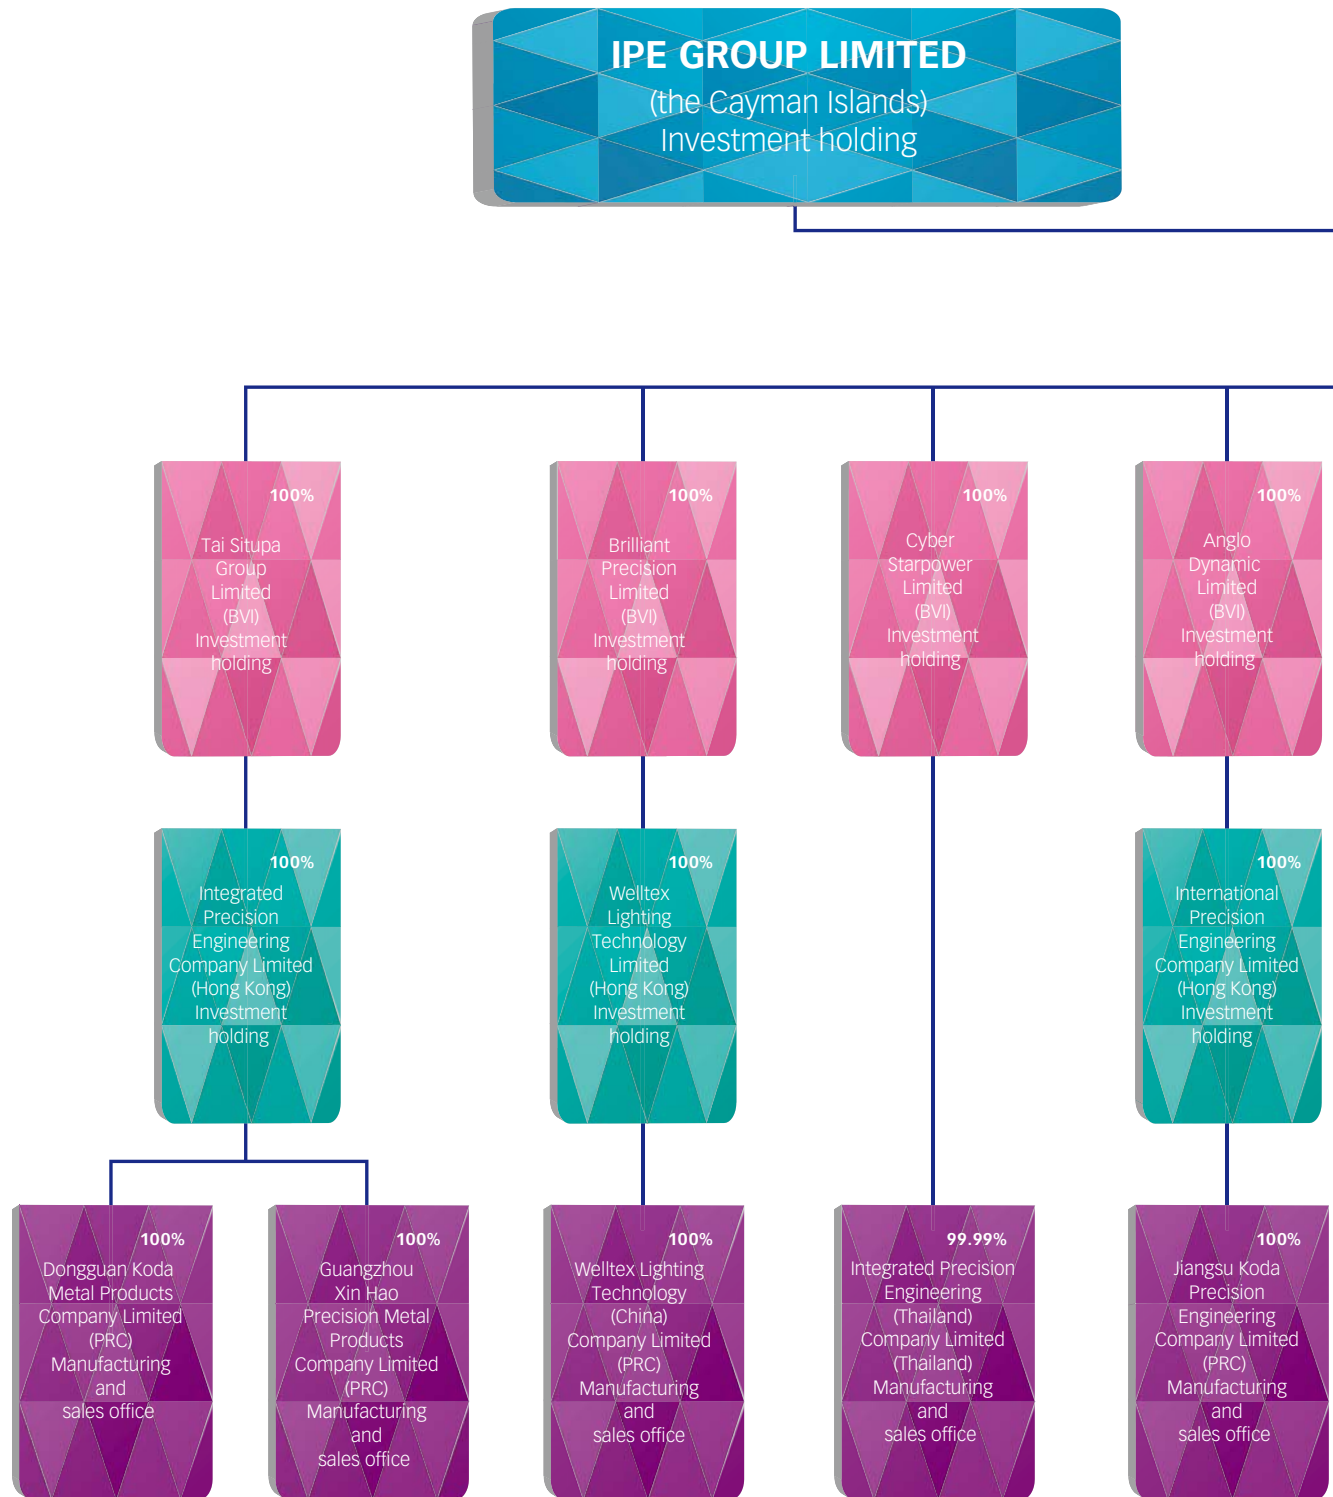 IPE GROUP LIMITED
(the Cayman Islands)
Investment holding
100%
Tai Situpa
Group
Limited
(BVI)
Investment
holding
100%
Brilliant
Precision
Limited
(BVI)
Investment
holding
100%
Cyber
Starpower
Limited
(BVI)
Investment
holding
100%
Anglo
Dynamic
Limited
(BVI)
Investment
holding
100%
Integrated
Precision
Engineering
Company Limited
(Hong Kong)
Investment
holding
100%
Welltex
Lighting
Technology
Limited
(Hong Kong)
Investment
holding
100%
International
Precision
Engineering
Company Limited
(Hong Kong)
Investment
holding
100%
Dongguan Koda
Metal Products
Company Limited
(PRC)
Manufacturing
and
sales office
100%
Guangzhou
Xin Hao
Precision Metal
Products
Company Limited
(PRC)
Manufacturing
and
sales office
100%
Welltex Lighting
Technology
(China)
Company Limited
(PRC)
Manufacturing
and
sales office
99.99%
Integrated Precision
Engineering
(Thailand)
Company Limited
(Thailand)
Manufacturing
and
sales office
100%
Jiangsu Koda
Precision
Engineering
Company Limited
(PRC)
Manufacturing
and
sales office